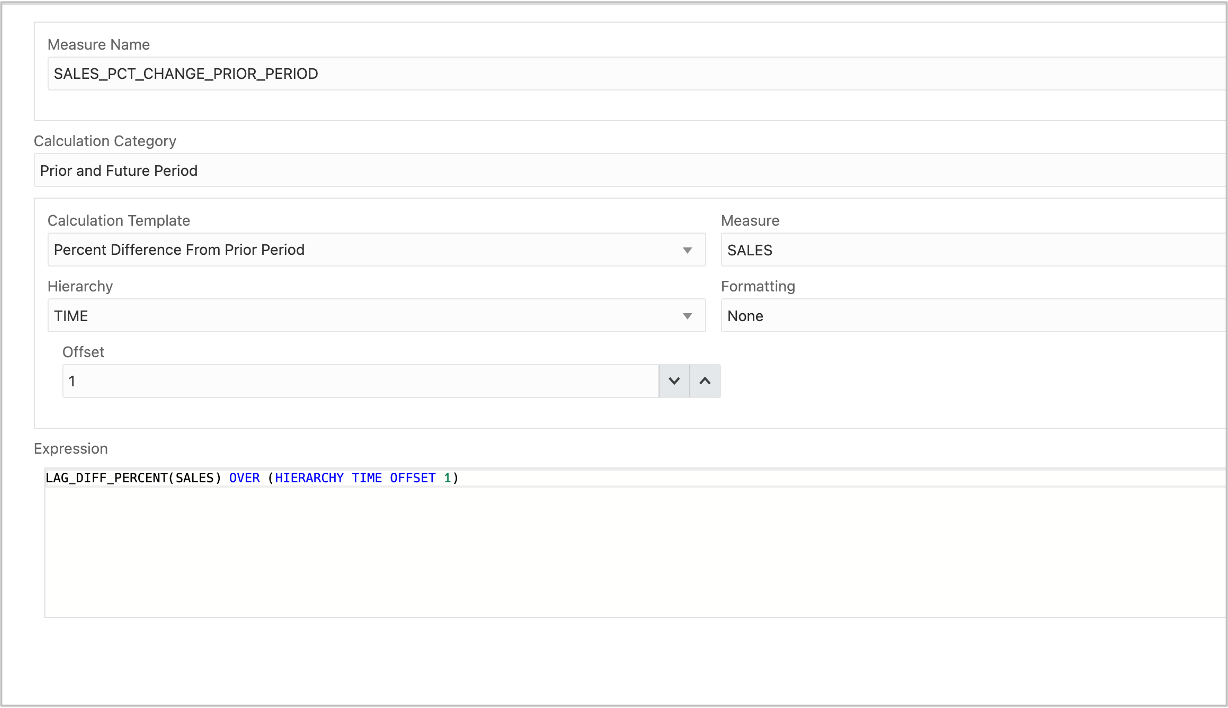 Measure Name
SALES_PCT_CHANGE_PRIOR_PERIOD
Calculation Category
Prior and Future Period
Calculation Template
Measure
Percent Difference From Prior Period
SALES
Hierarchy
Formatting
TIME
None
Offset
1
Expression
LAG_DIFF_PERCENT(SALES) OVER (HIERARCHY TIME OFFSET 1)